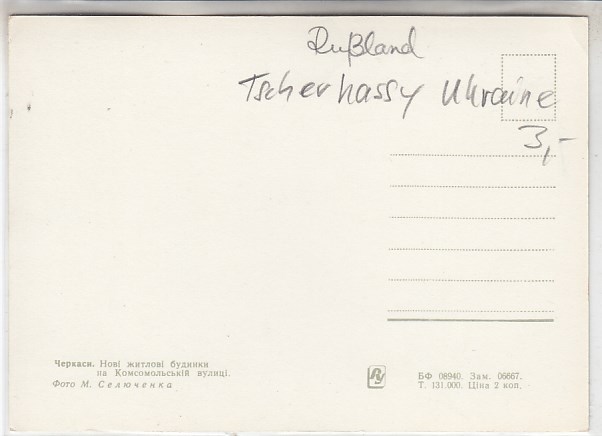 Rußland
Tscherkassy Ukraine
3,-
Черкаси. Нові житлові будинки
на Комсомольській вулиці.
Фото М. Селюченка
БФ 08940. Зам. 06667.
Т. 131.000. Ціна 2 коп.